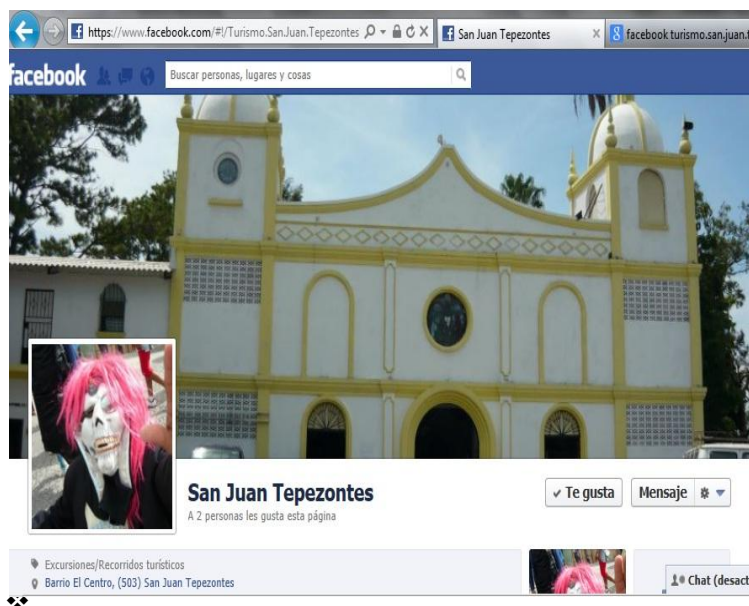 https://www.facebook.com/#!/Turismo.San.Juan.Tepezontes
San Juan Tepezontes
facebook turismo.san.juan.t
facebook
Buscar personas, lugares y cosas
San Juan Tepezontes
A 2 personas les gusta esta página
Te gusta
Mensaje
Excursiones/Recorridos turísticos
Barrio El Centro, (503) San Juan Tepezontes
Chat (desact